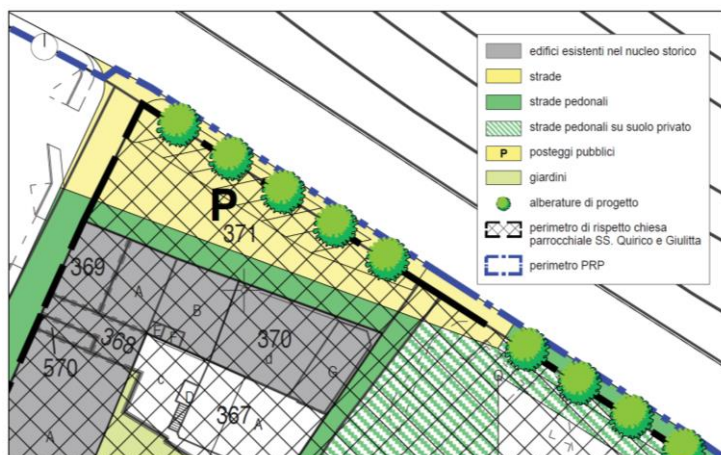 edifici esistenti nel nucleo storico
strade
strade pedonali
strade pedonali su suolo privato
P posteggi pubblici
giardini
alberature di progetto
perimetro di rispetto chiesa
parrocchiale SS. Quirico e Giulitta
perimetro PRP
P
371
369
A
B
370
G
368
E
F
570
C
D
367
A
A